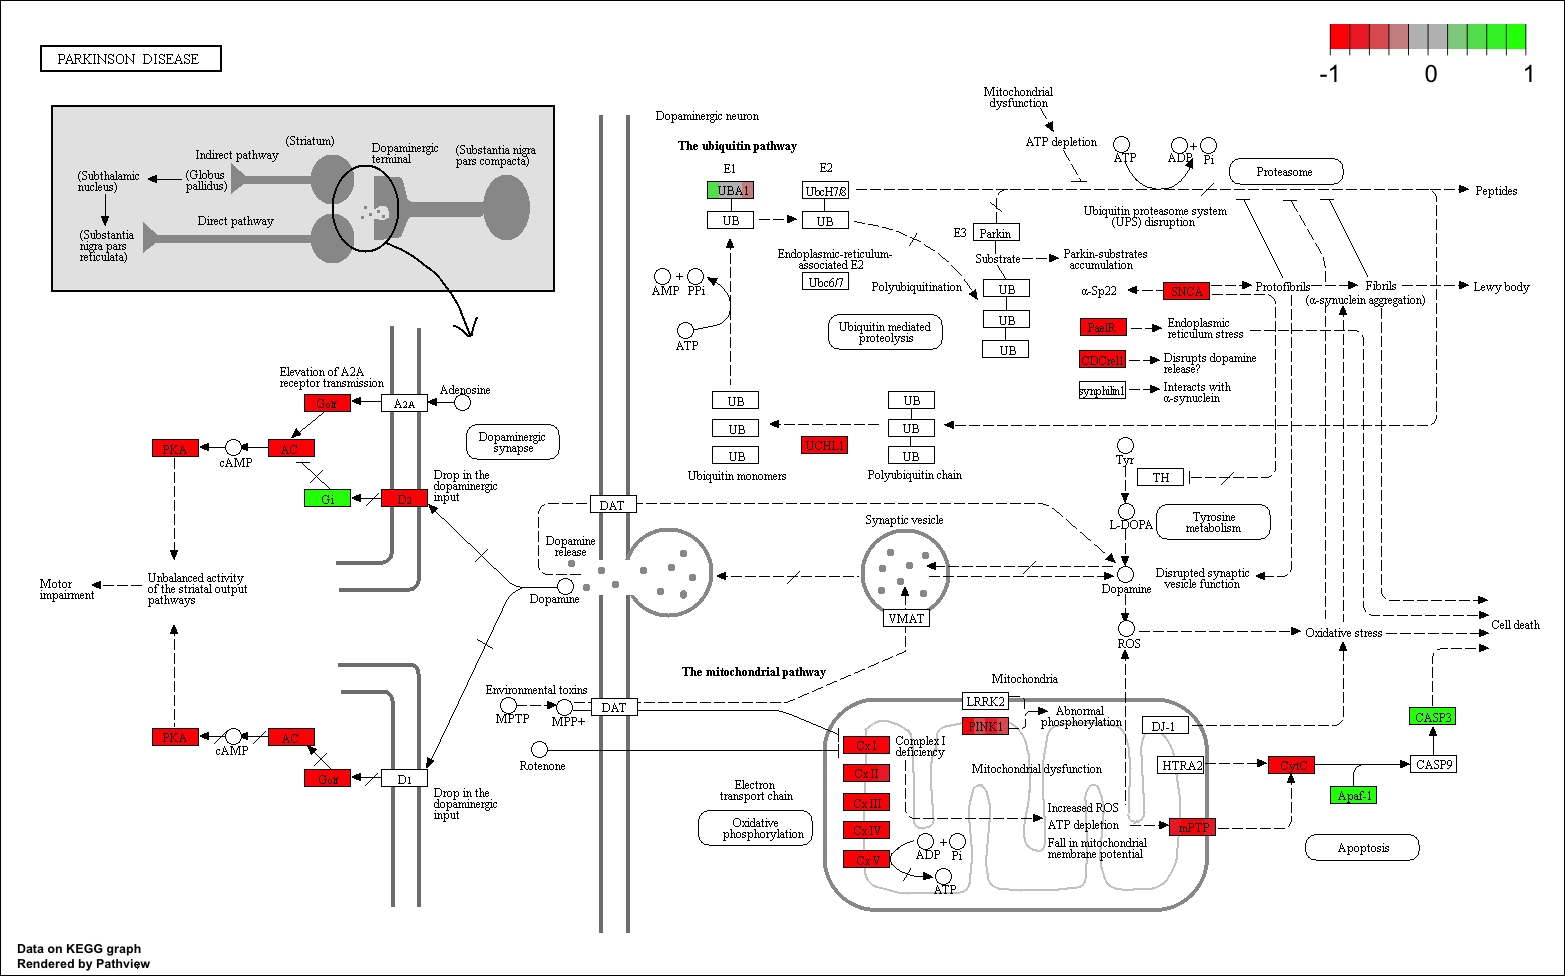 PARKINSON DISEASE
-1
0
1
(Striatum)
Indirect pathway
Dopaminergic
terminal
(Substantia nigra
pars compacta)
(Subthalamic
nucleus)
(Globus
pallidus)
Direct pathway
(Substantia
nigra pars
reticulata)
Dopaminergic neuron
The ubiquitin pathway
E1
UBA1
UB
E2
UbcH7/8
UB
Endoplasmic-reticulum-
associated E2
Ubc6/7
AMP
+
PPi
ATP
Polyubiquitination
Ubiquitin mediated
proteolysis
Mitochondrial
dysfunction
ATP depletion
ATP
ADP
+
Pi
Proteasome
Peptides
Ubiquitin proteasome system
(UPS) disruption
E3
Parkin
Substrate
Parkin-substrates
accumulation
UB
UB
UB
α-Sp22
SNCA
Protofibrils
Fibrils
(α-synuclein aggregation)
Lewy body
PaelR
Endoplasmic
reticulum stress
CDCrel1
Disrupts dopamine
release?
synphilin1
Interacts with
α-synuclein
UB
UB
UB
Ubiquitin monomers
UCHL1
UB
UB
UB
Polyubiquitin chain
Elevation of A2A
receptor transmission
Golf
A2A
Adenosine
PKA
cAMP
AC
Dopaminergic
synapse
Gi
D2
Drop in the
dopaminergic
input
DAT
Dopamine
release
Dopamine
Synaptic vesicle
VMAT
Tyr
TH
L-DOPA
Tyrosine
metabolism
Dopamine
Disrupted synaptic
vesicle function
ROS
Oxidative stress
Cell death
Motor
impairment
Unbalanced activity
of the striatal output
pathways
The mitochondrial pathway
Environmental toxins
MPTP
MPP+
DAT
Rotenone
PKA
cAMP
AC
Golf
D1
Drop in the
dopaminergic
input
Mitochondria
LRRK2
PINK1
Abnormal
phosphorylation
DJ-1
HTRA2
Cx I
Complex I
deficiency
Cx II
Cx III
Cx IV
Cx V
Mitochondrial dysfunction
Electron
transport chain
Oxidative
phosphorylation
Increased ROS
ATP depletion
Fall in mitochondrial
membrane potential
ADP
+
Pi
ATP
mPTP
CytC
CASP3
CASP9
Apaf-1
Apoptosis
Data on KEGG graph
Rendered by Pathview